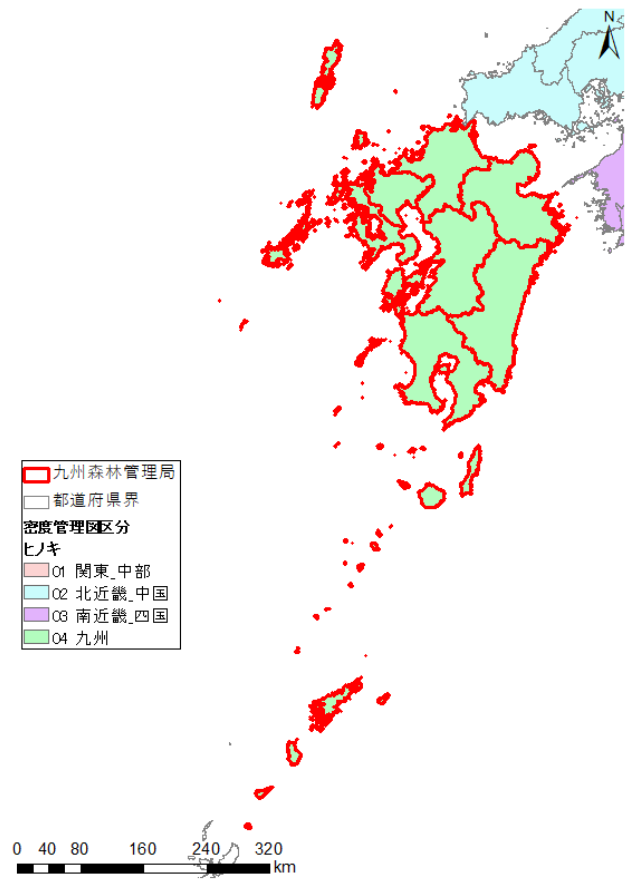 N
九州森林管理局
都道府県界
密度管理図区分
ヒノキ
01 関東_中部
02 北近畿_中国
03 南近畿_四国
04 九州
0 40 80 160 240 320
km